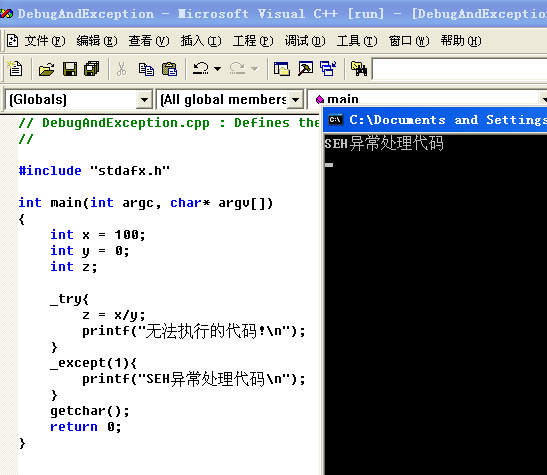 DebugAndException - Microsoft Visual C++ [run] - [DebugAndException
文件(F) 编辑(E) 查看(V) 插入(I) 工程(P) 调试(D) 工具(T) 窗口(W) 帮助(H)
(Globals) (All global members main
// DebugAndException.cpp : Defines the
//
#include "stdafx.h"
int main(int argc, char* argv[])
{
int x = 100;
int y = 0;
int z;
_try{
z = x/y;
printf("无法执行的代码!\n");
}
_except(1){
printf("SEH异常处理代码\n");
}
getchar();
return 0;
}
C:\Documents and Settings
SEH异常处理代码